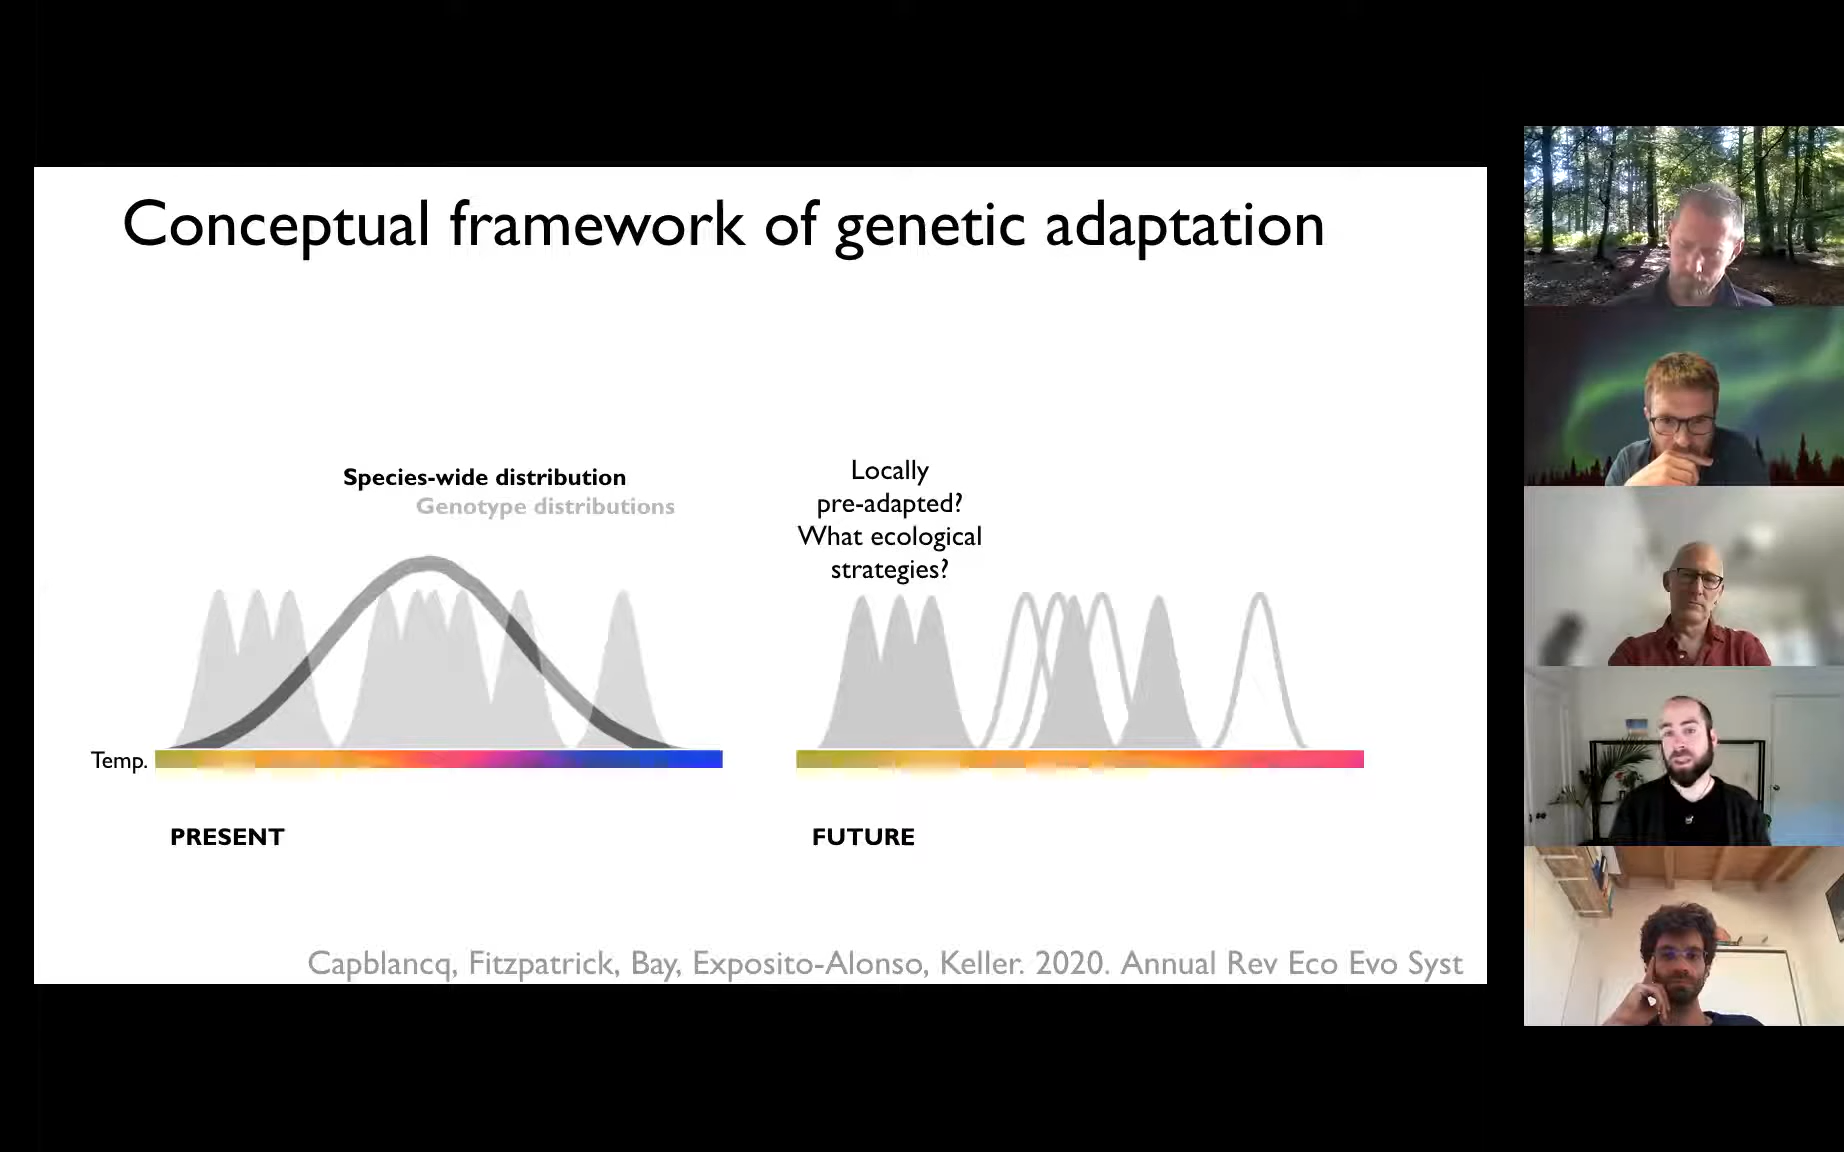 Conceptual framework of genetic adaptation
Species-wide distribution
Genotype distributions
Locally
pre-adapted?
What ecological
strategies?
Temp.
PRESENT
FUTURE
Capblancq, Fitzpatrick, Bay, Exposito-Alonso, Keller. 2020. Annual Rev Eco Evo Syst